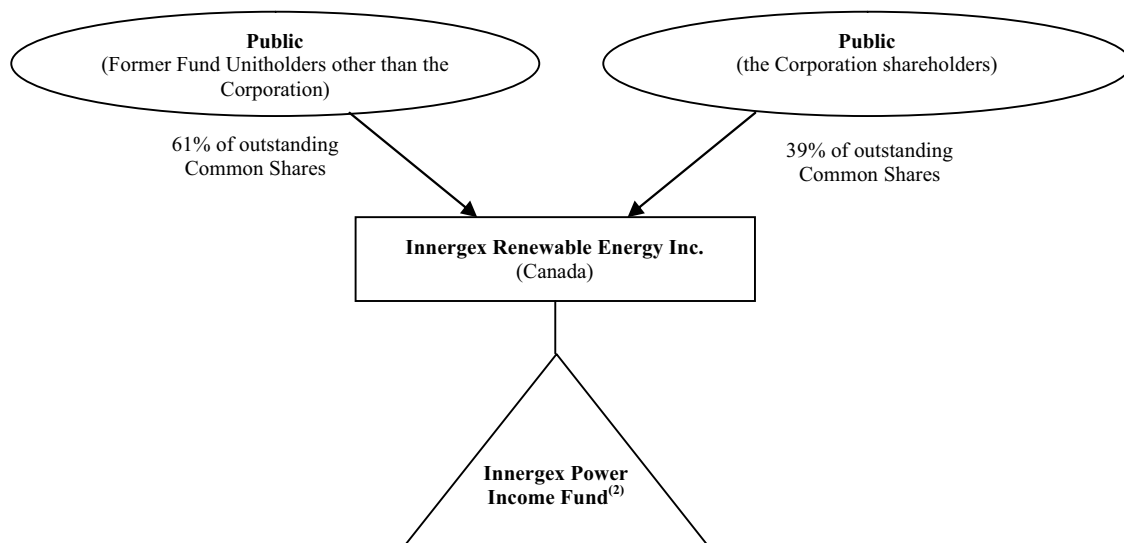 Public
(Former Fund Unitholders other than the
Corporation)
Public
(the Corporation shareholders)
61% of outstanding
Common Shares
39% of outstanding
Common Shares
Innergex Renewable Energy Inc.
(Canada)
Innergex Power
Income Fund(2)